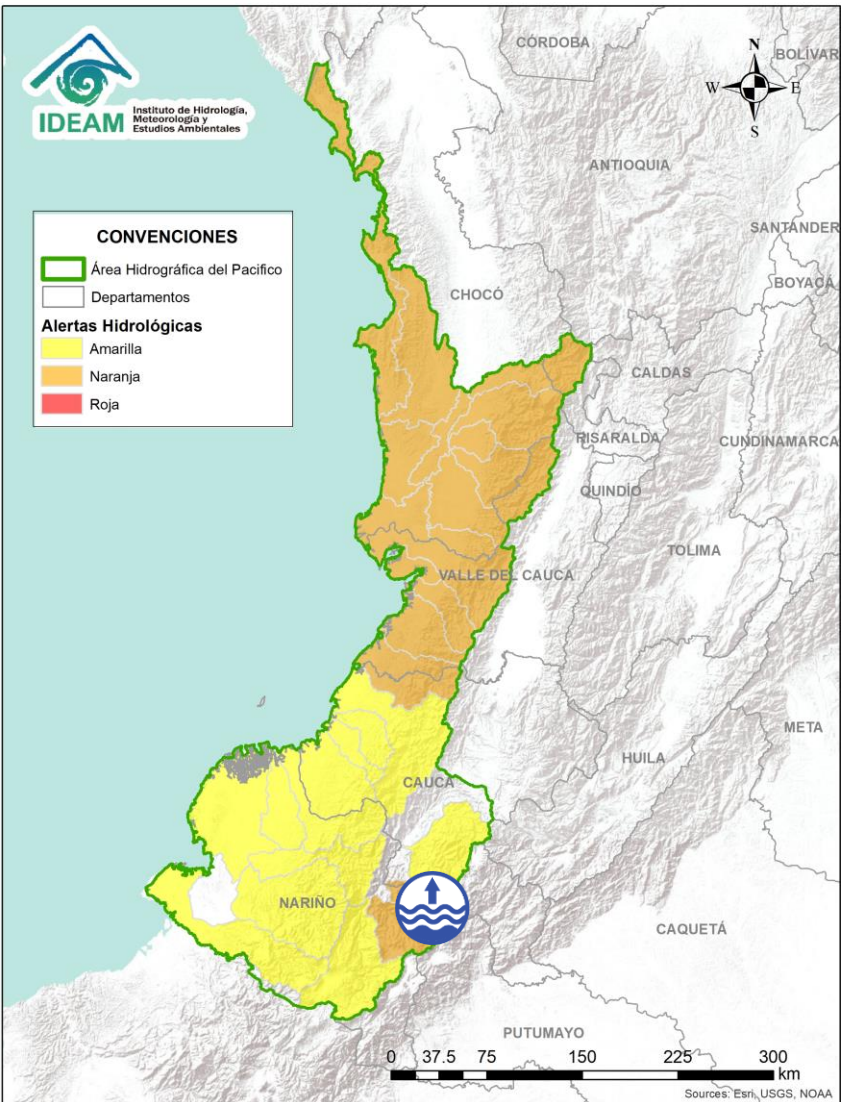 IDEAM
Instituto de Hidrología,
Meteorología y
Estudios Ambientales
N
W
E
S
CÓRDOBA
BOLÍVAR
ANTIOQUIA
SANTANDER
BOYACÁ
CONVENCIONES
Área Hidrográfica del Pacifico
Departamentos
Alertas Hidrológicas
Amarilla
Naranja
Roja
CHOCÓ
CALDAS
RISARALDA
CUNDINAMARCA
QUINDÍO
TOLIMA
VALLE DEL CAUCA
META
HUILA
CAUCA
NARIÑO
CAQUETÁ
PUTUMAYO
0 37.5 75 150 225 300
km
Sources: Esri, USGS, NOAA